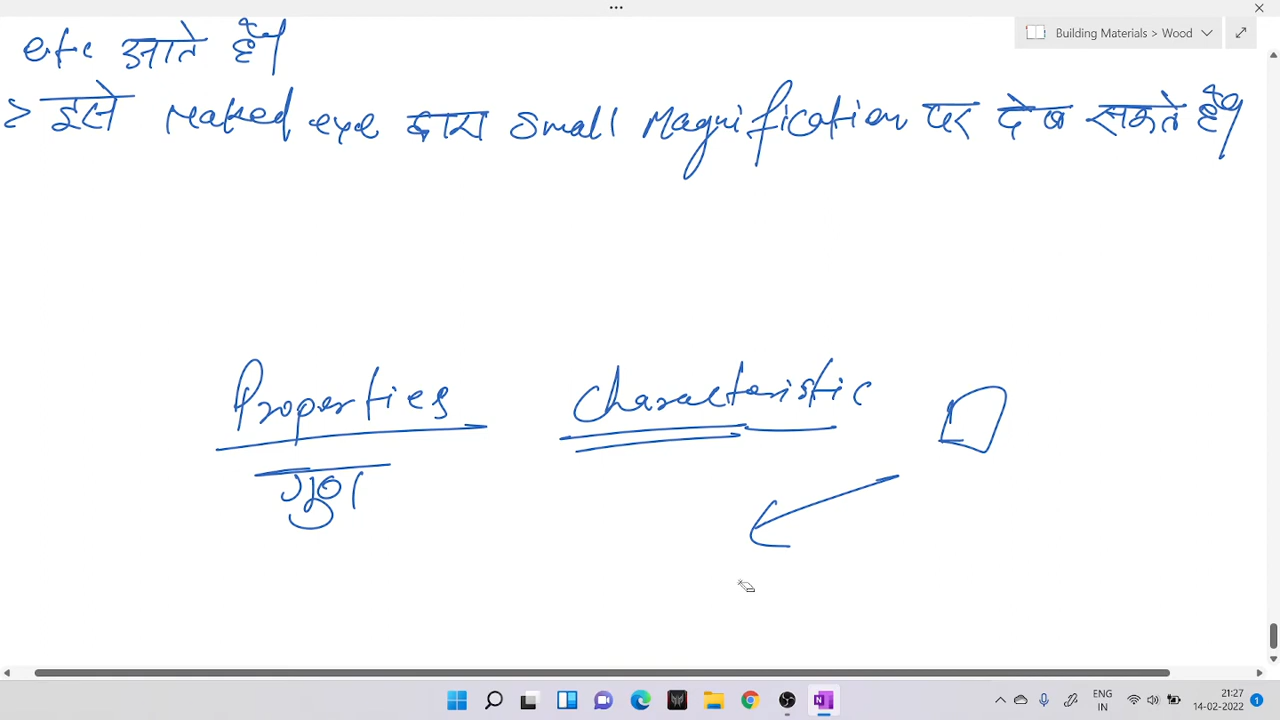 ...
Building Materials > Wood
etc आते हैं।
> इसे Naked eye द्वारा small Magnification पर देख सकते हैं।
Properties Characteristic
गुण
ENG
IN
21:27
14-02-2022
1